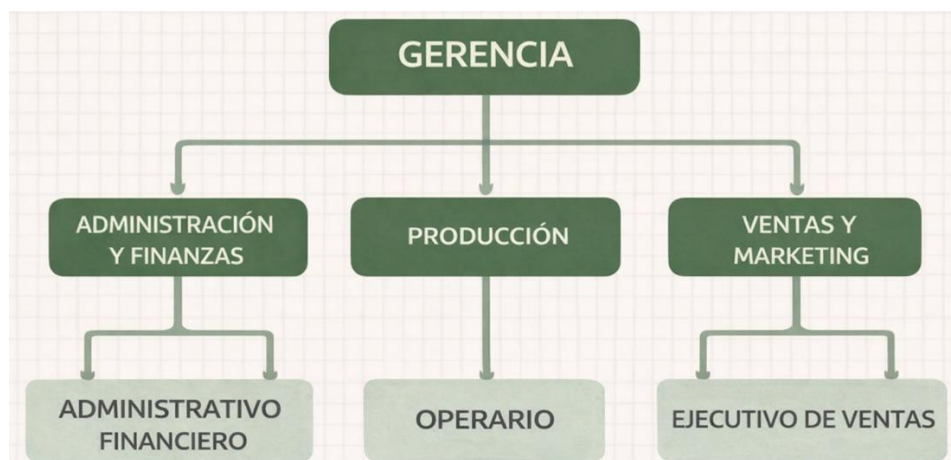 GERENCIA
ADMINISTRACIÓN
Y FINANZAS
PRODUCCIÓN
VENTAS Y
MARKETING
ADMINISTRATIVO
FINANCIERO
OPERARIO
EJECUTIVO DE VENTAS